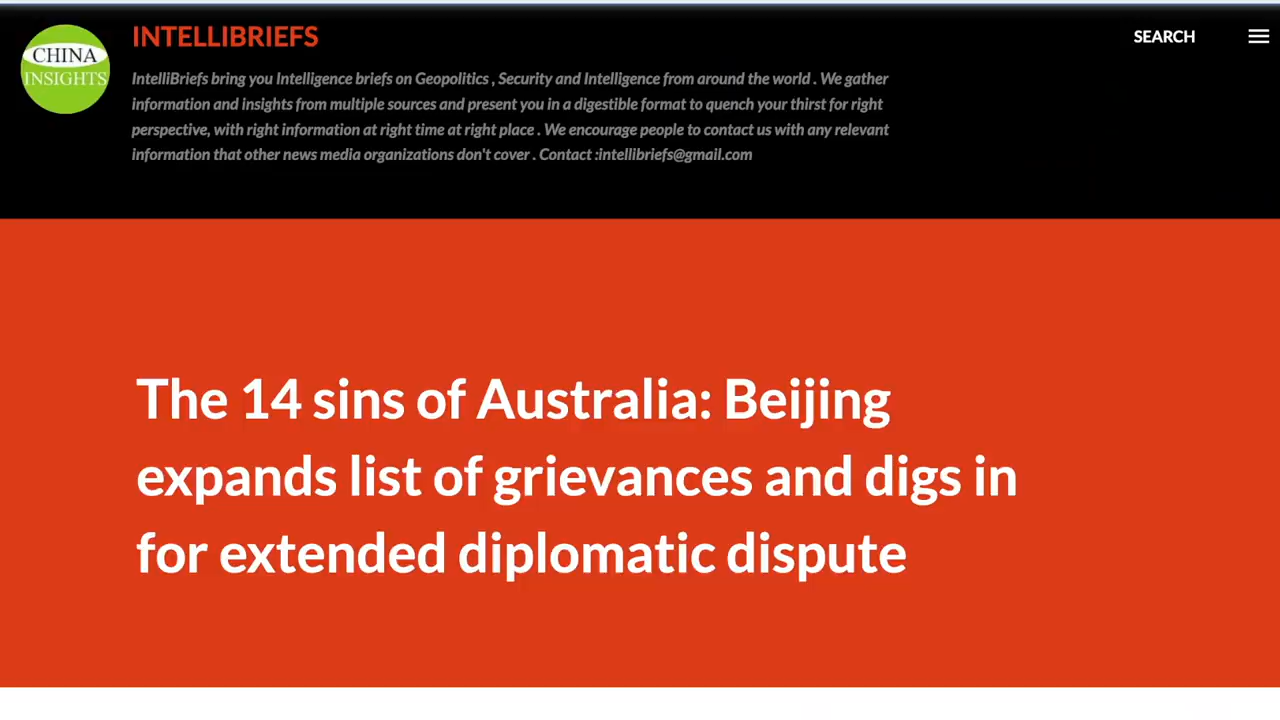 CHINA
INSIGHTS
INTELLIBRIEFS
SEARCH
IntelliBriefs bring you Intelligence briefs on Geopolitics , Security and Intelligence from around the world . We gather
information and insights from multiple sources and present you in a digestible format to quench your thirst for right
perspective, with right information at right time at right place . We encourage people to contact us with any relevant
information that other news media organizations don't cover . Contact :intellibriefs@gmail.com
The 14 sins of Australia: Beijing
expands list of grievances and digs in
for extended diplomatic dispute